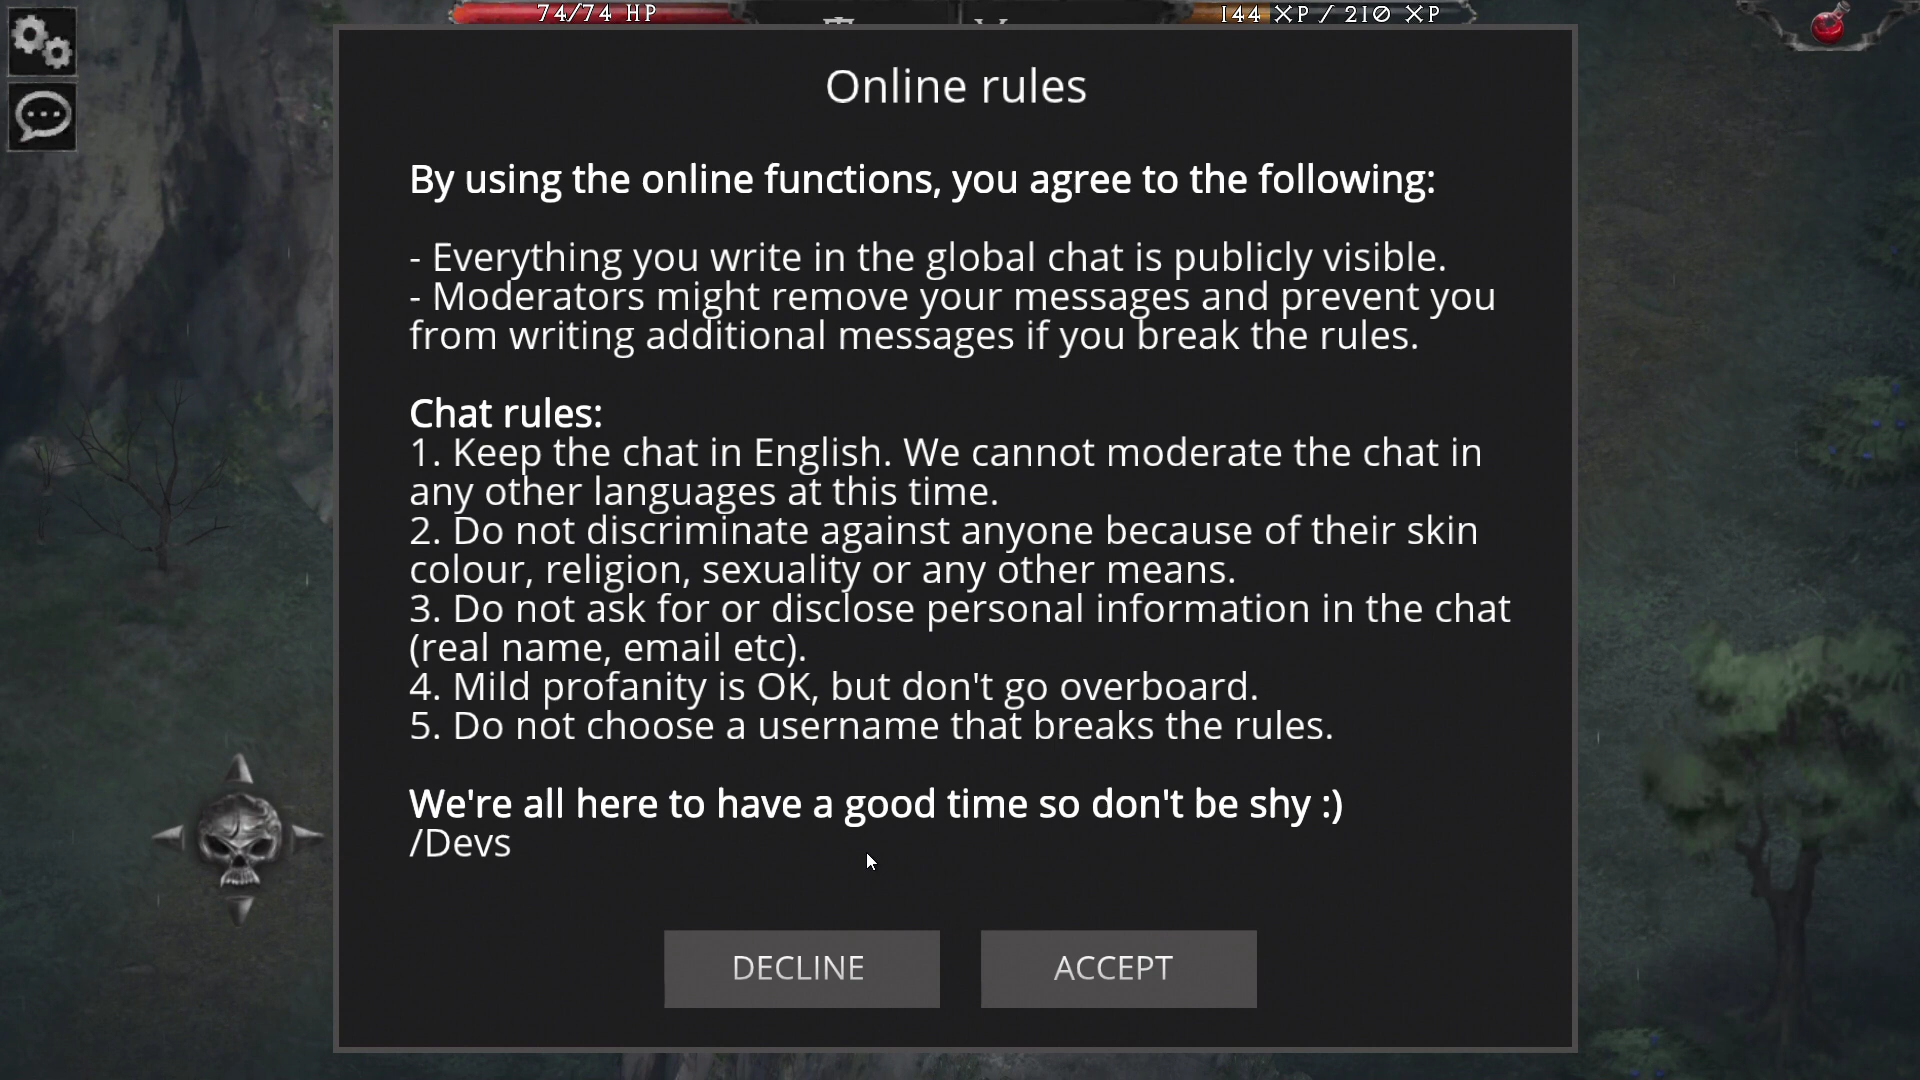 74/74 HP
144 XP / 210 XP
Online rules
By using the online functions, you agree to the following:
- Everything you write in the global chat is publicly visible.
- Moderators might remove your messages and prevent you
from writing additional messages if you break the rules.
Chat rules:
1. Keep the chat in English. We cannot moderate the chat in
any other languages at this time.
2. Do not discriminate against anyone because of their skin
colour, religion, sexuality or any other means.
3. Do not ask for or disclose personal information in the chat
(real name, email etc).
4. Mild profanity is OK, but don't go overboard.
5. Do not choose a username that breaks the rules.
We're all here to have a good time so don't be shy :)
/Devs
DECLINE
ACCEPT